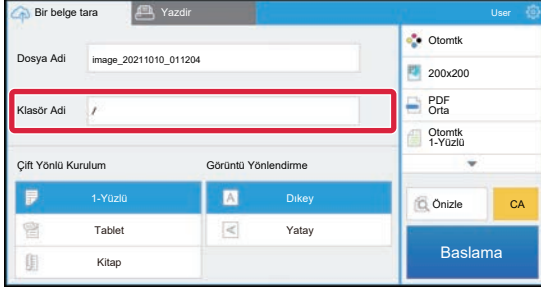 Bir belge tara
Yazdir
User
Dosya Adi
image_20211010_011204
Klasör Adi
/
Çift Yönlü Kurulum
Görüntü Yönlendirme
1-Yüzlü
Tablet
Kitap
A
Dıkey
Yatay
Otomtk
200x200
PDF
Orta
Otomtk
1-Yüzlü
Önizle
CA
Baslama